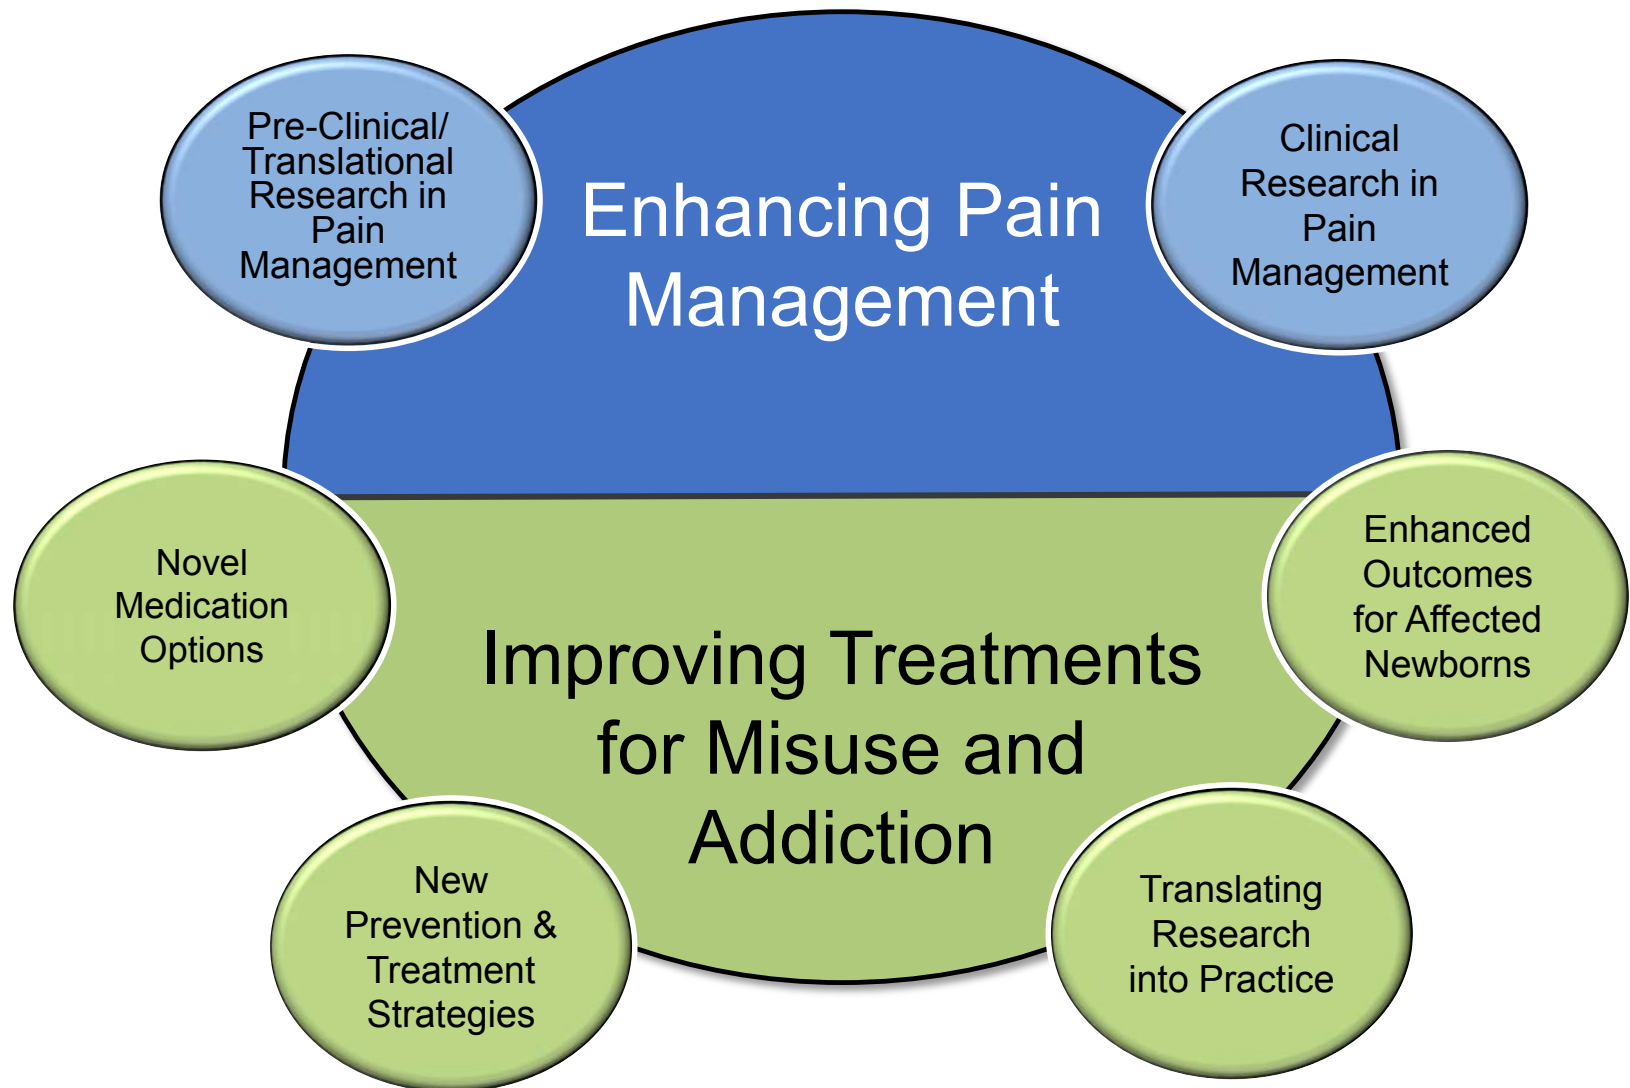 Pre-Clinical/
Translational
Research in
Pain
Management
Enhancing Pain
Management
Clinical
Research in
Pain
Management
Novel
Medication
Options
Improving Treatments
for Misuse and
Addiction
Enhanced
Outcomes
for Affected
Newborns
New
Prevention &
Treatment
Strategies
Translating
Research
into Practice